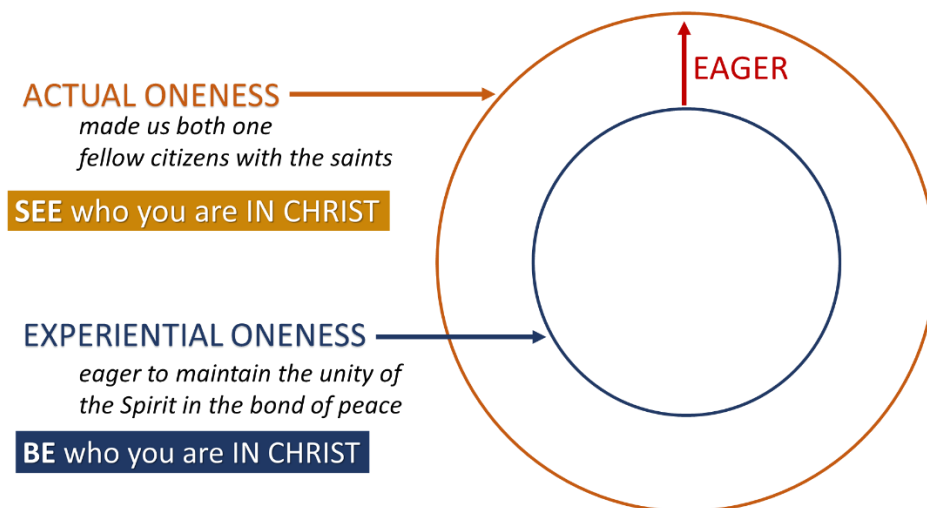 EAGER
ACTUAL ONENESS
made us both one
fellow citizens with the saints
SEE who you are IN CHRIST
EXPERIENTIAL ONENESS
eager to maintain the unity of
the Spirit in the bond of peace
BE who you are IN CHRIST